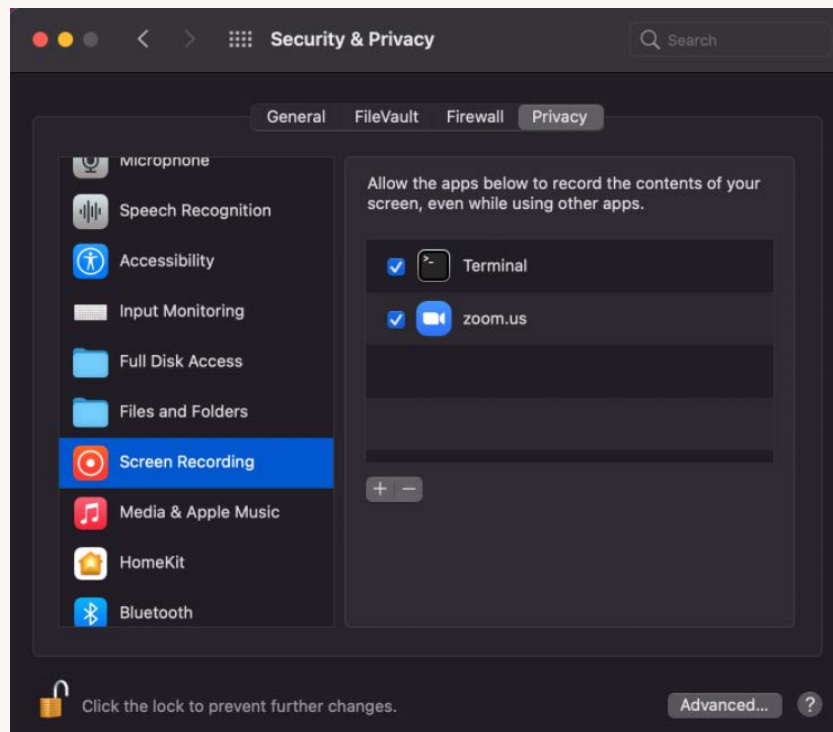 Security & Privacy
Search
General FileVault Firewall Privacy
Microphone
Speech Recognition
Accessibility
Input Monitoring
Full Disk Access
Files and Folders
Screen Recording
Media & Apple Music
HomeKit
Bluetooth
Allow the apps below to record the contents of your
screen, even while using other apps.
Terminal
zoom.us
+ −
Click the lock to prevent further changes.
Advanced... ?